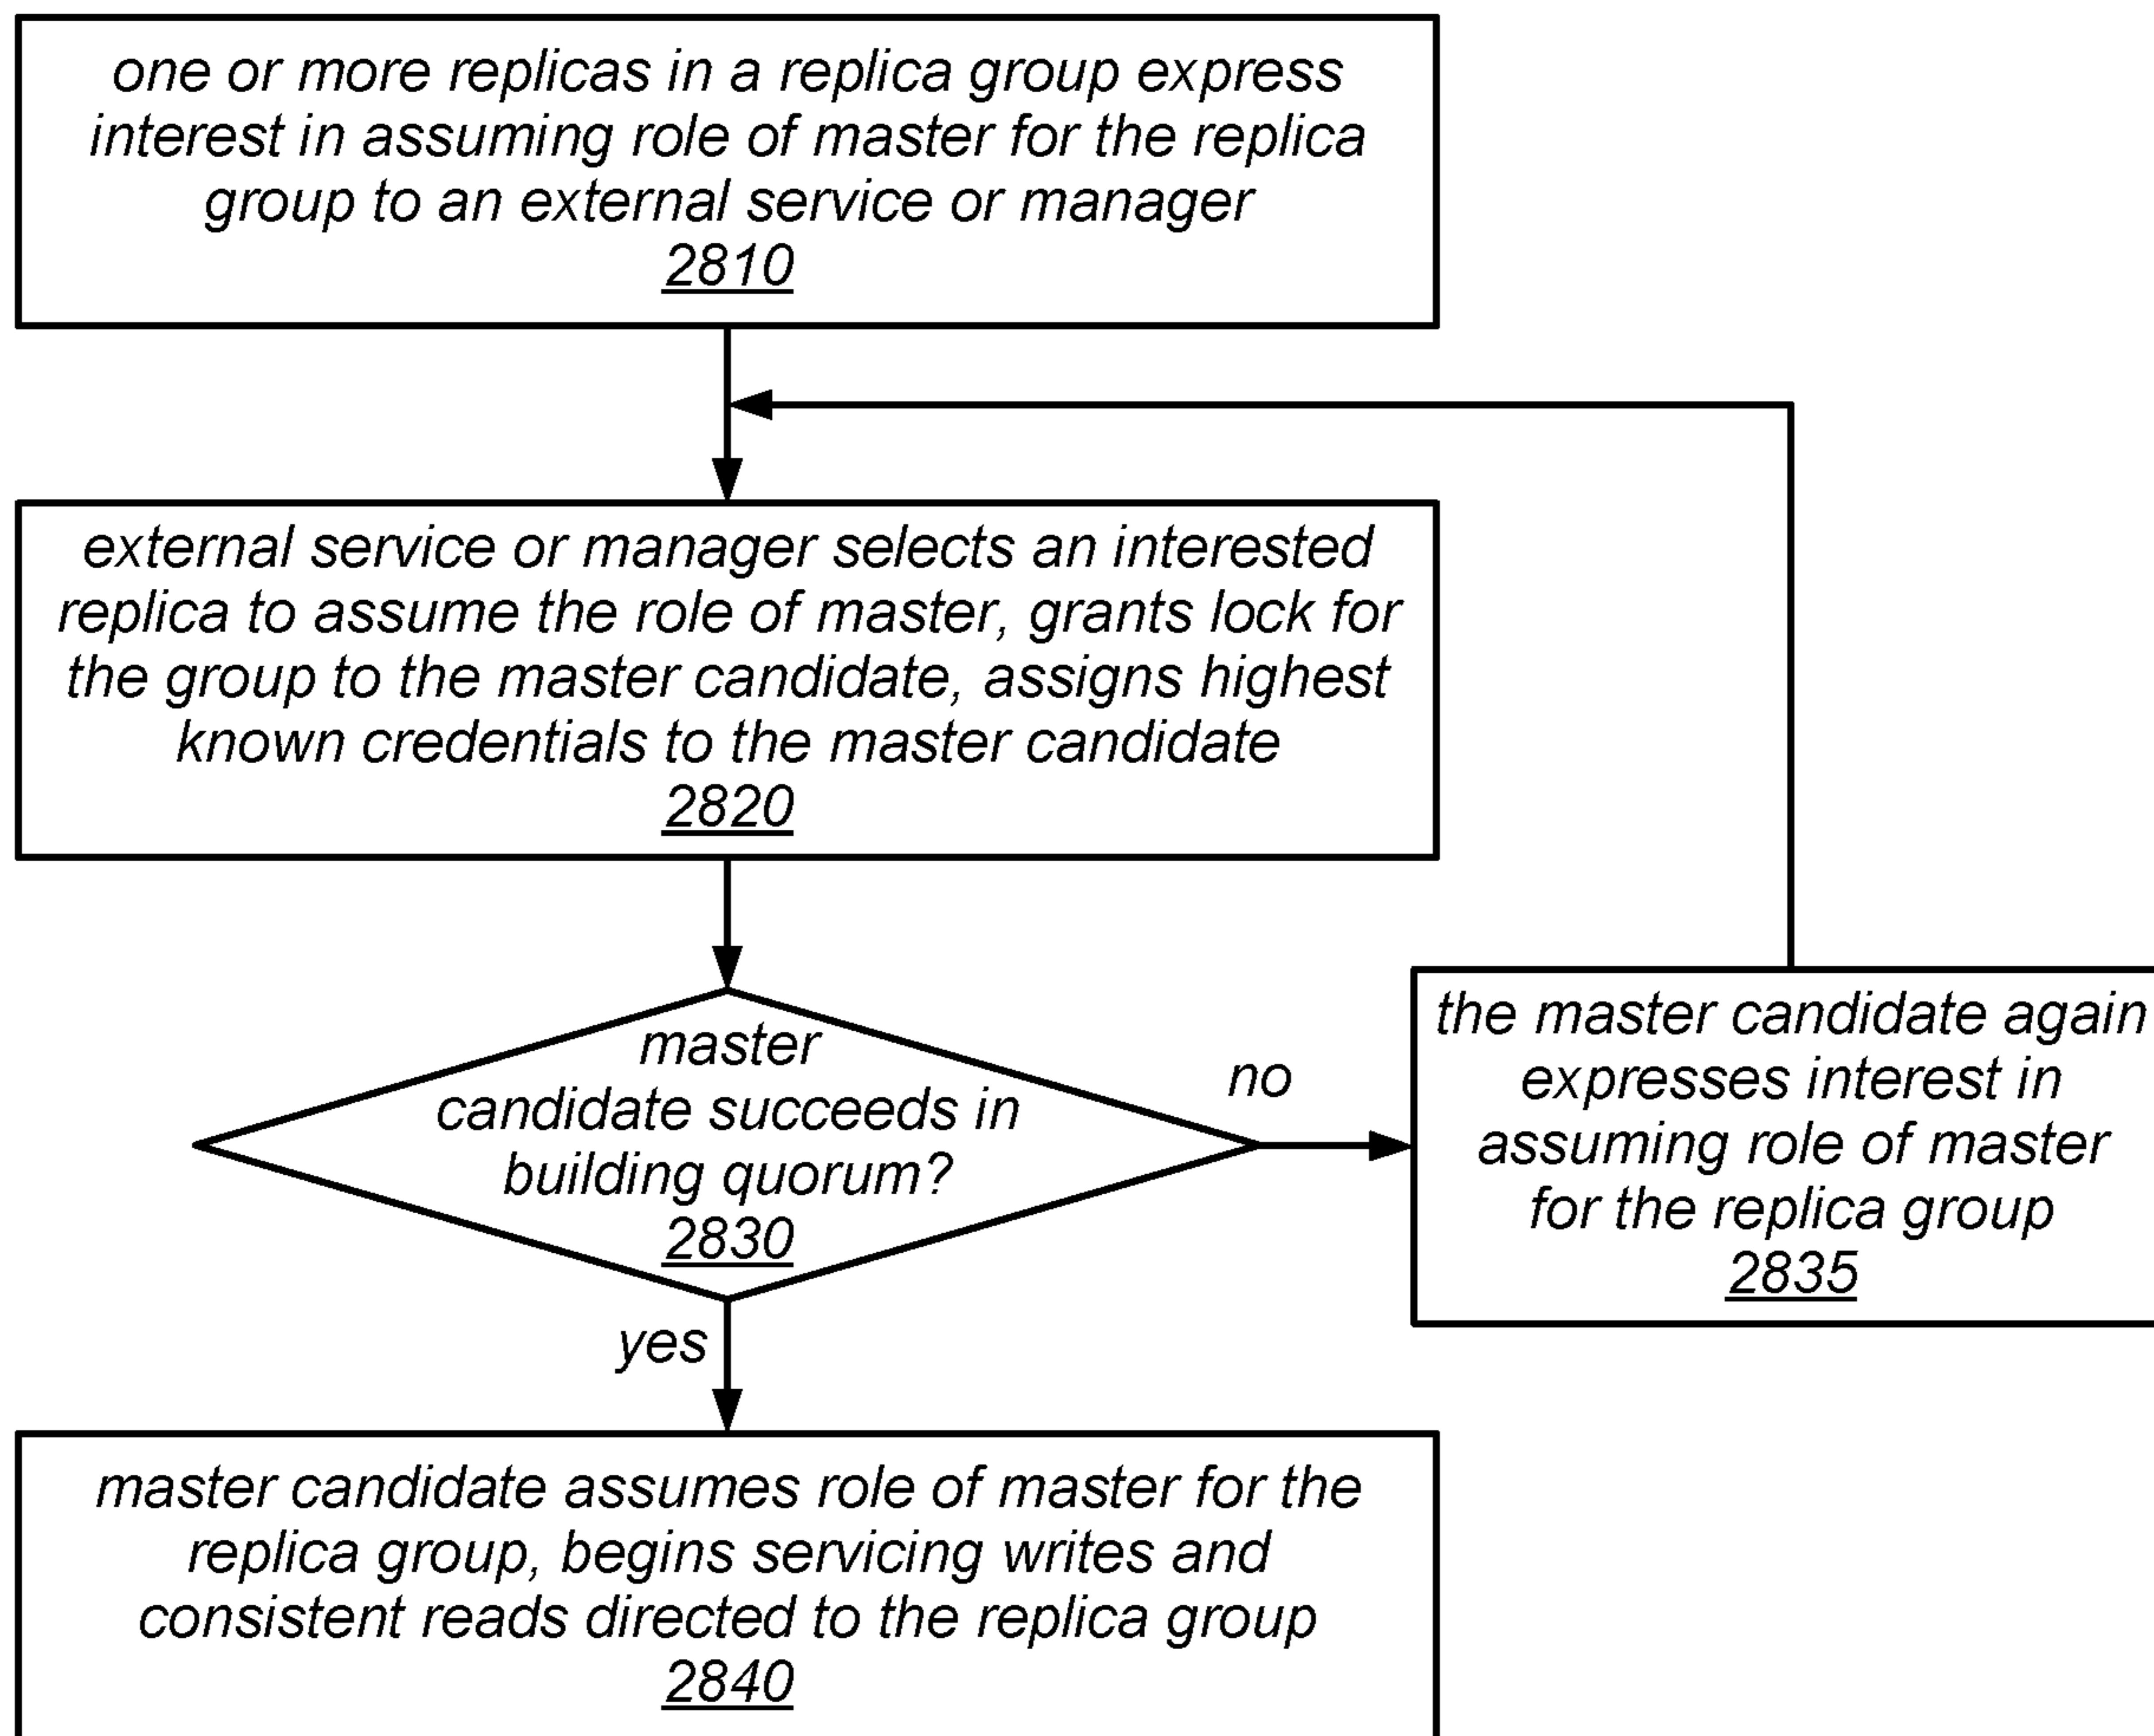 one or more replicas in a replica group express
interest in assuming role of master for the replica
group to an external service or manager
2810
external service or manager selects an interested
replica to assume the role of master, grants lock for
the group to the master candidate, assigns highest
known credentials to the master candidate
2820
master
candidate succeeds in
building quorum?
2830
no
the master candidate again
expresses interest in
assuming role of master
for the replica group
2835
yes
master candidate assumes role of master for the
replica group, begins servicing writes and
consistent reads directed to the replica group
2840